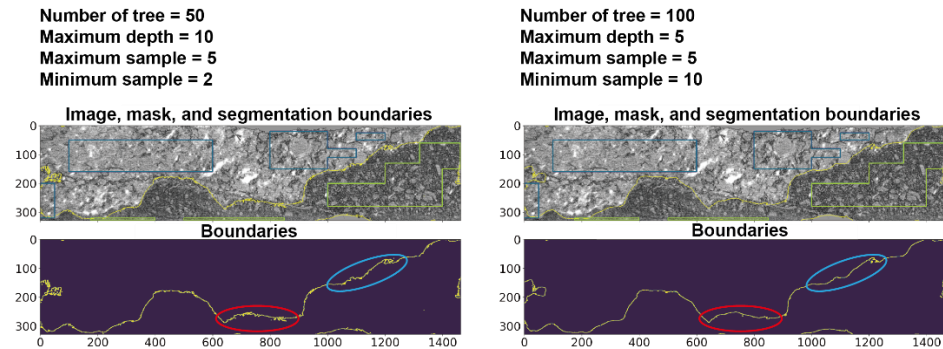 Number of tree = 50
Maximum depth = 10
Maximum sample = 5
Minimum sample = 2
Image, mask, and segmentation boundaries
0
100
200
300
Boundaries
0
100
200
300
0 200 400 600 800 1000 1200 1400
Number of tree = 100
Maximum depth = 5
Maximum sample = 5
Minimum sample = 10
Image, mask, and segmentation boundaries
0
100
200
300
Boundaries
0
100
200
300
0 200 400 600 800 1000 1200 1400